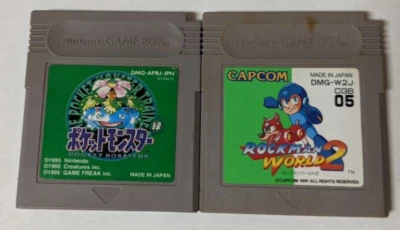 Nintendo GAME BOY
DMG-APBJ-JPN
ポケットモンスター
緑
POCKET MONSTERS
©1995 Nintendo
©1995 Creatures inc.
©1995 GAME FREAK inc.
MADE IN JAPAN
Nintendo GAME BOY
CAPCOM
MADE IN JAPAN
DMG-W2J
CGB
05
ROCKMAN
WORLD 2
©CAPCOM 1991 ALL RIGHTS RESERVED